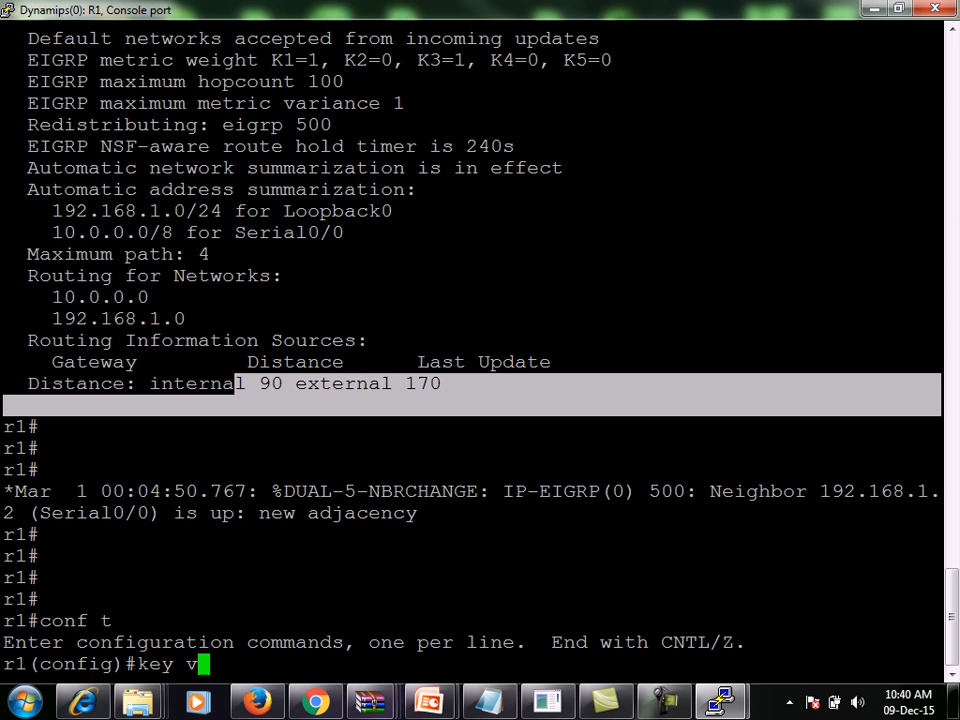 Dynamips(0): R1, Console port
Default networks accepted from incoming updates
EIGRP metric weight K1=1, K2=0, K3=1, K4=0, K5=0
EIGRP maximum hopcount 100
EIGRP maximum metric variance 1
Redistributing: eigrp 500
EIGRP NSF-aware route hold timer is 240s
Automatic network summarization is in effect
Automatic address summarization:
192.168.1.0/24 for Loopback0
10.0.0.0/8 for Serial0/0
Maximum path: 4
Routing for Networks:
10.0.0.0
192.168.1.0
Routing Information Sources:
Gateway Distance Last Update
Distance: internal 90 external 170
r1#
r1#
r1#
*Mar 1 00:04:50.767: %DUAL-5-NBRCHANGE: IP-EIGRP(0) 500: Neighbor 192.168.1.
2 (Serial0/0) is up: new adjacency
r1#
r1#
r1#
r1#
r1#conf t
Enter configuration commands, one per line. End with CNTL/Z.
r1(config)#key v
10:40 AM
09-Dec-15